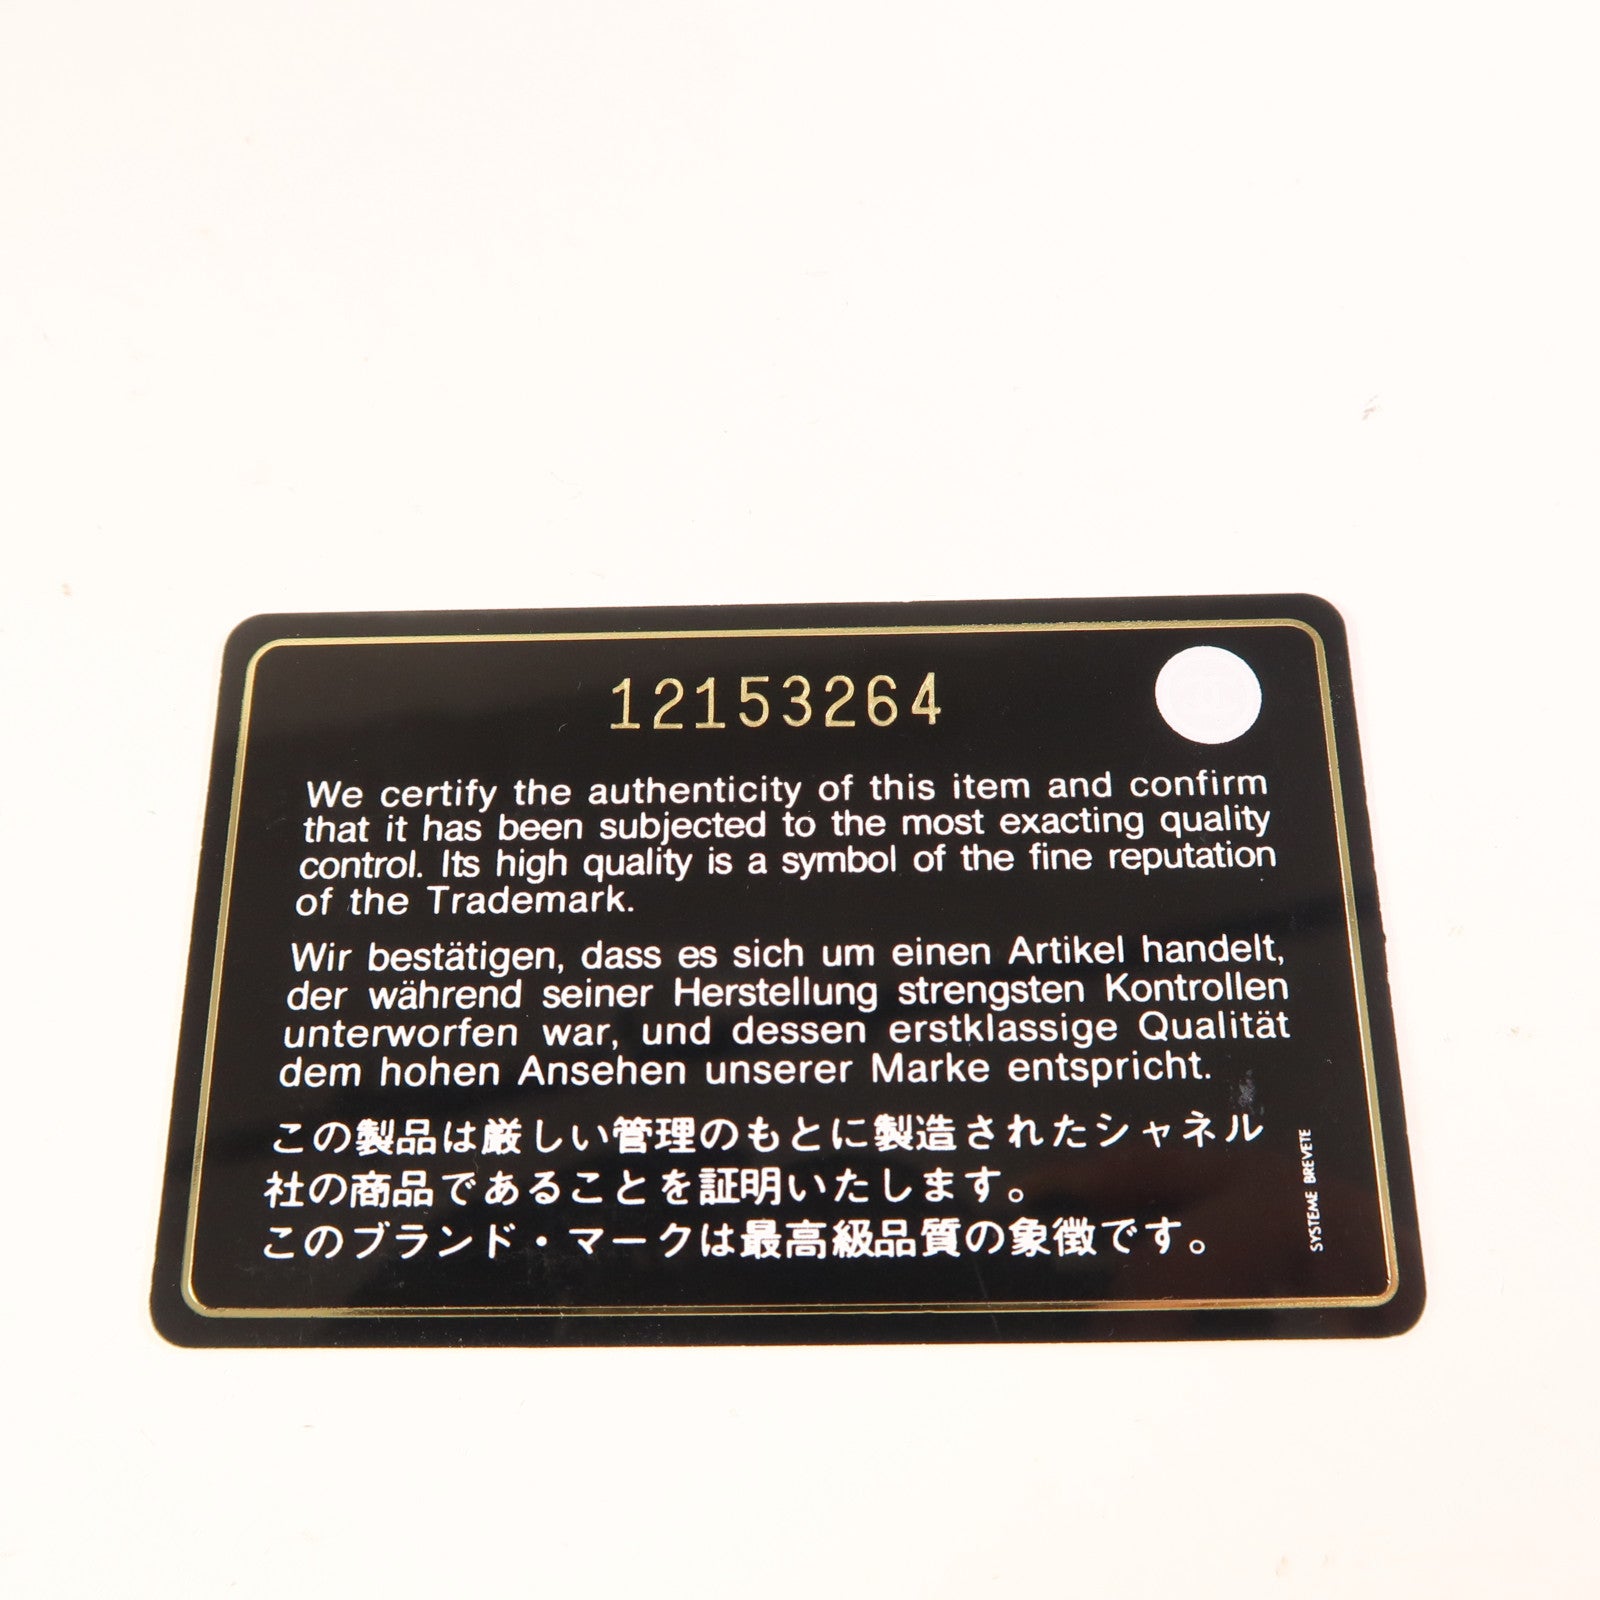 12153264
We certify the authenticity of this item and confirm
that it has been subjected to the most exacting quality
control. Its high quality is a symbol of the fine reputation
of the Trademark.
Wir bestätigen, dass es sich um einen Artikel handelt,
der während seiner Herstellung strengsten Kontrollen
unterworfen war, und dessen erstklassige Qualität
dem hohen Ansehen unserer Marke entspricht.
この製品は厳しい管理のもとに製造されたシャネル
社の商品であることを証明いたします。
このブランド・マークは最高級品質の象徴です。
SYSTEME BREVETE